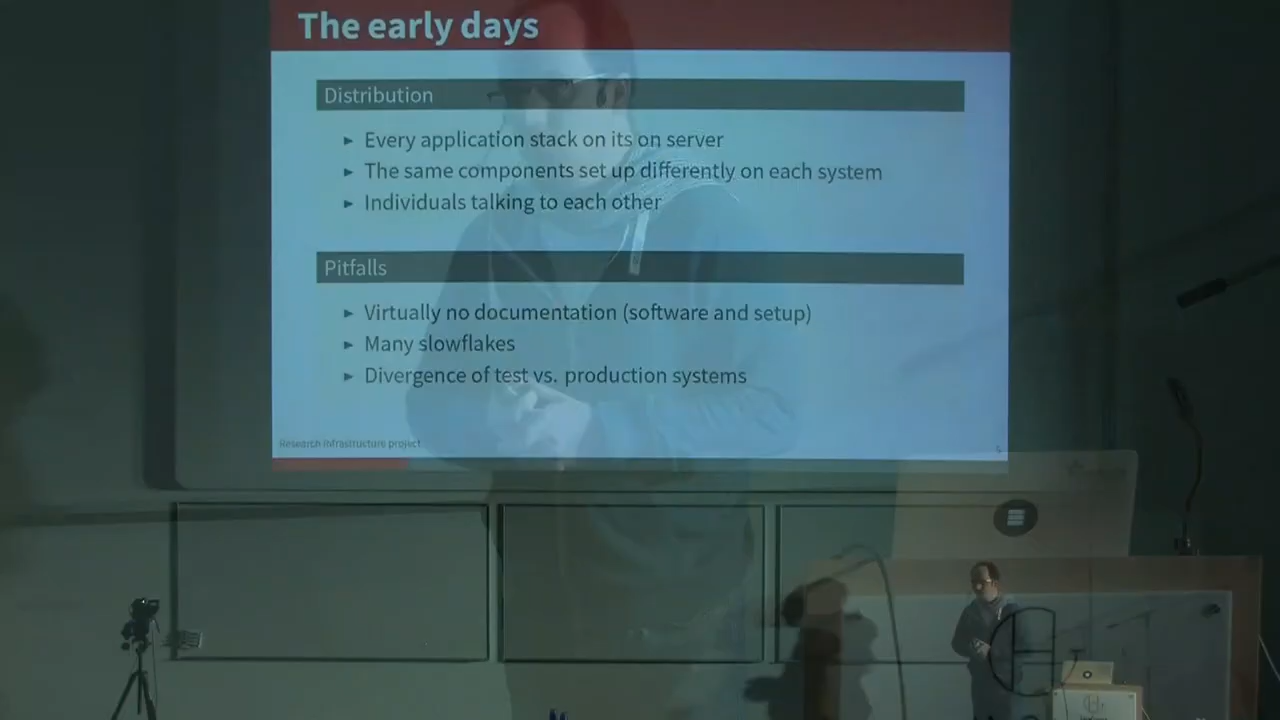 The early days
Distribution
Every application stack on its on server
The same components set up differently on each system
Individuals talking to each other
Pitfalls
Virtually no documentation (software and setup)
Many slowflakes
Divergence of test vs. production systems
Research infrastructure project